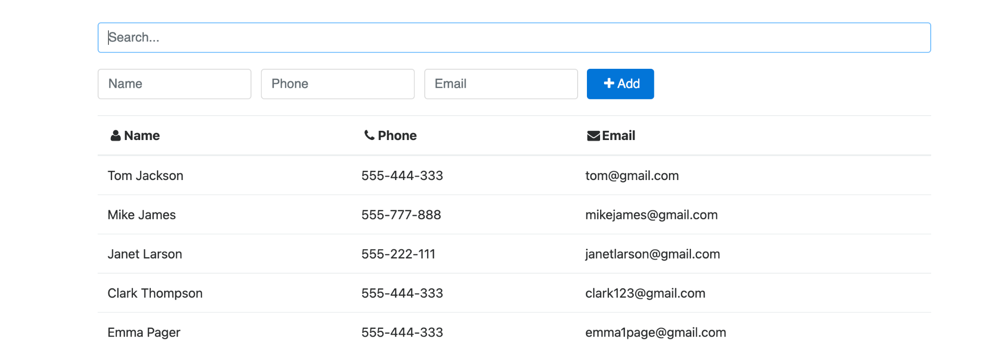 Search...
Name Phone Email Add
Name Phone Email
Tom Jackson 555-444-333 tom@gmail.com
Mike James 555-777-888 mikejames@gmail.com
Janet Larson 555-222-111 janetlarson@gmail.com
Clark Thompson 555-444-333 clark123@gmail.com
Emma Pager 555-444-333 emma1page@gmail.com